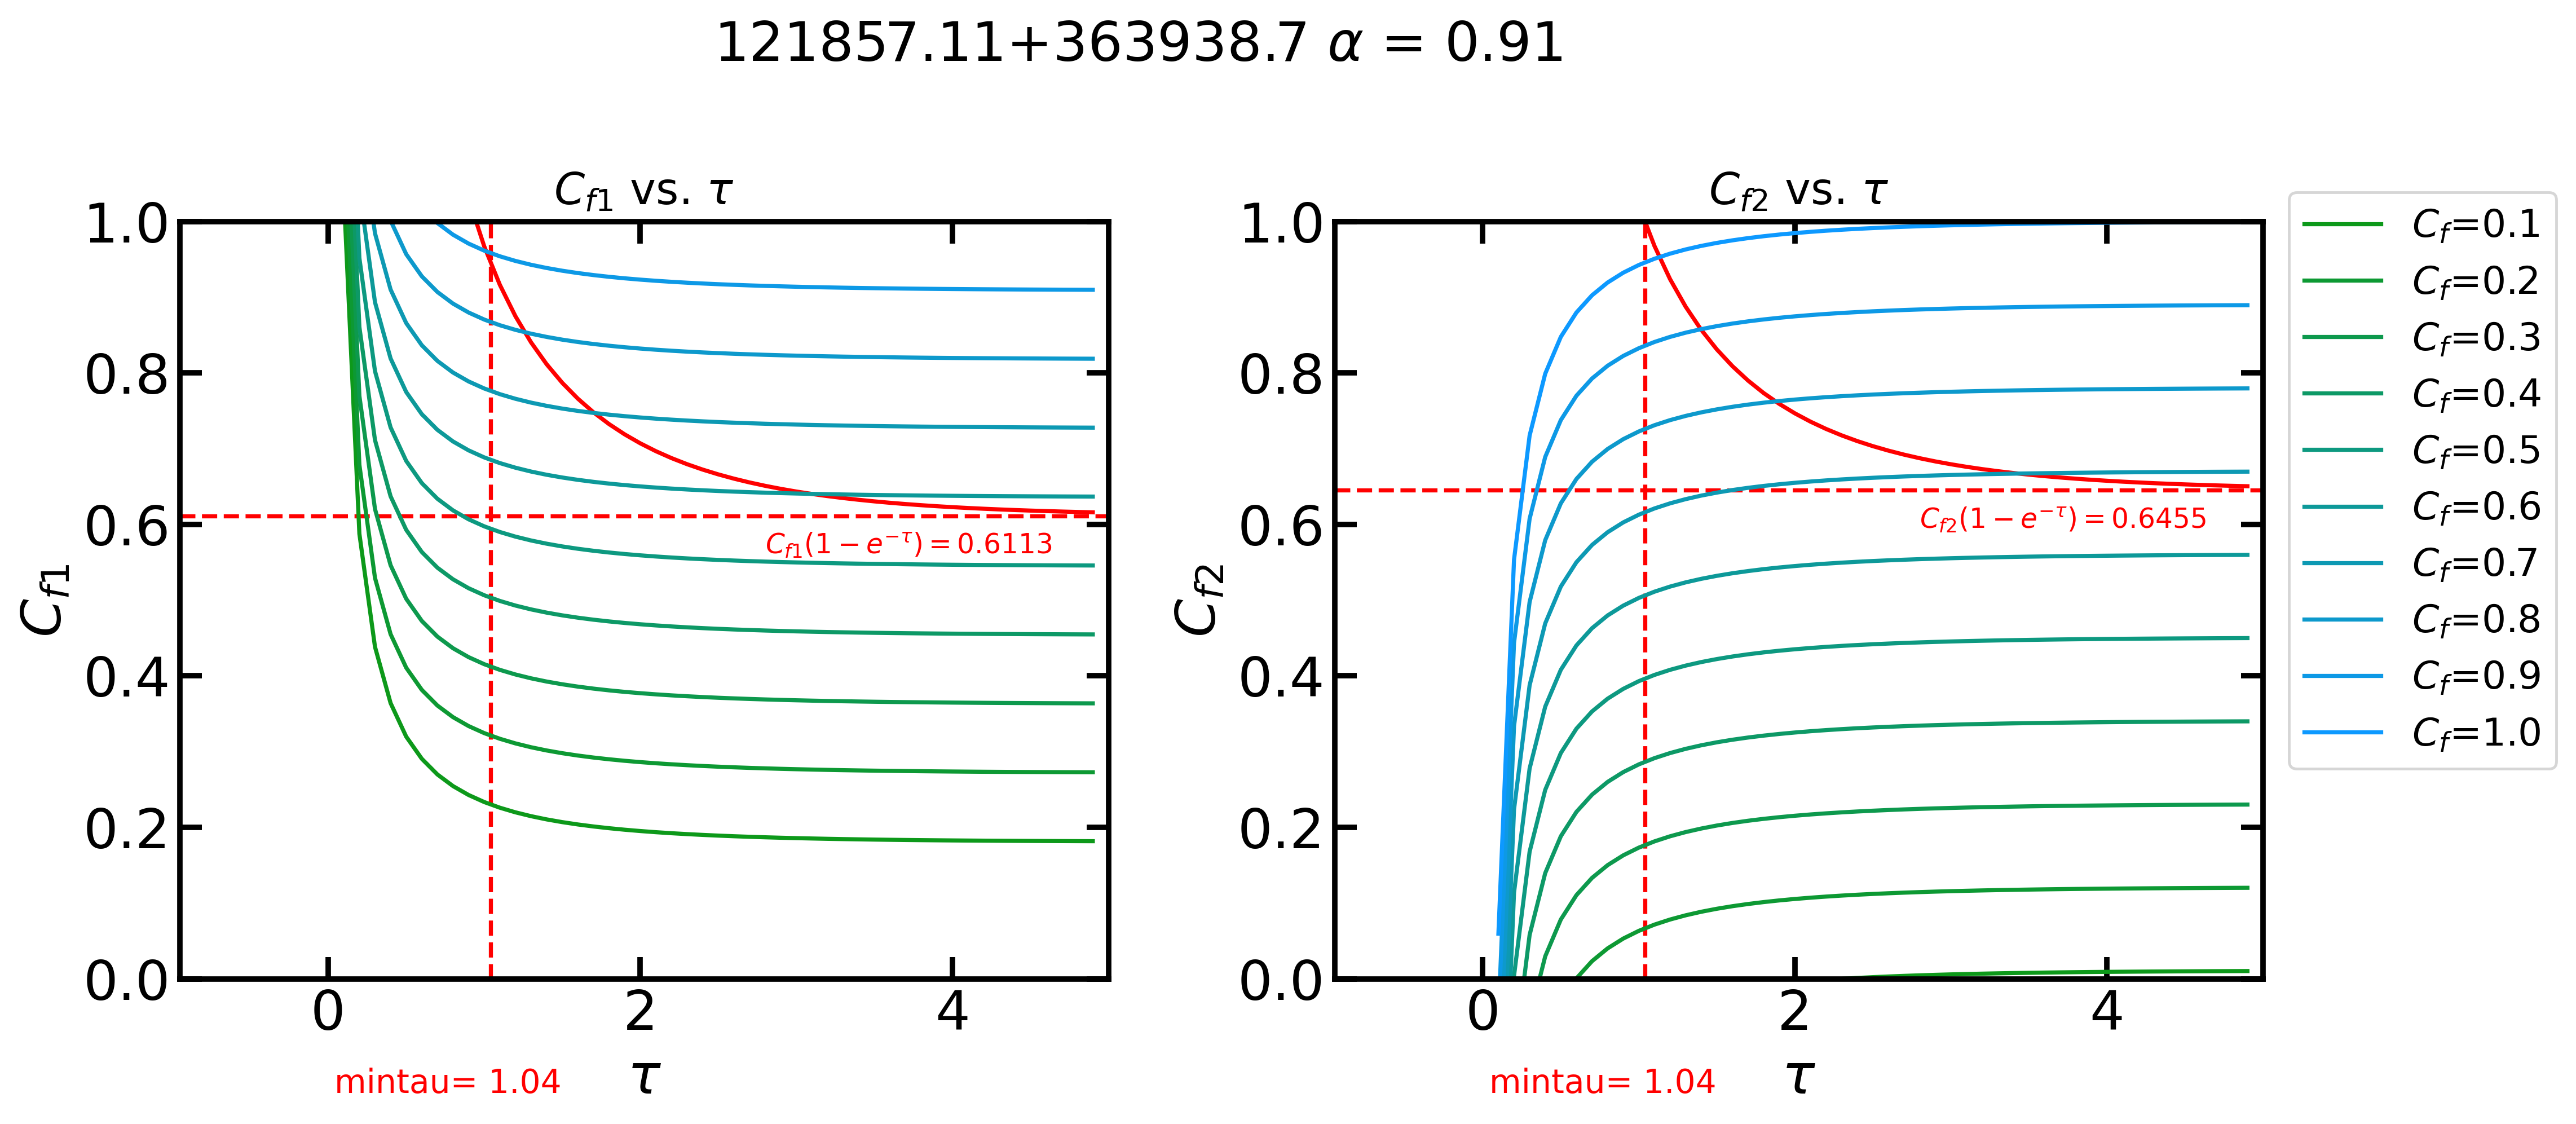 121857.11+363938.7 α = 0.91
C_{f1} vs. τ
1.0
0.8
0.6
0.4
0.2
0.0
C_{f1}
C_{f1}(1 − e^{−τ}) = 0.6113
0 2 4
τ
mintau= 1.04
C_{f2} vs. τ
1.0
0.8
0.6
0.4
0.2
0.0
C_{f2}
C_{f2}(1 − e^{−τ}) = 0.6455
0 2 4
τ
mintau= 1.04
C_f=0.1
C_f=0.2
C_f=0.3
C_f=0.4
C_f=0.5
C_f=0.6
C_f=0.7
C_f=0.8
C_f=0.9
C_f=1.0